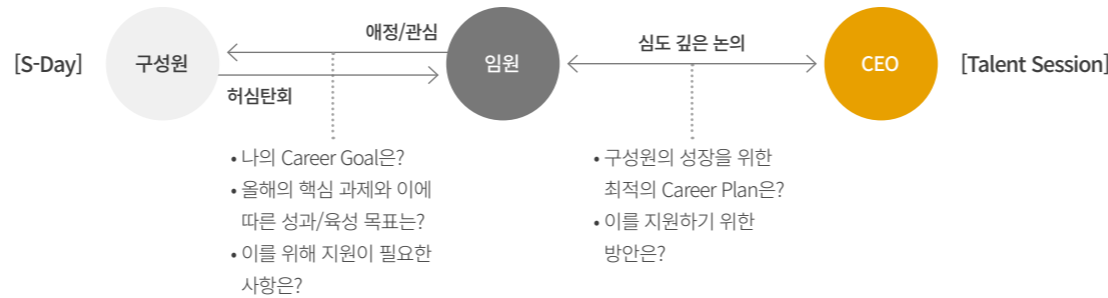 애정/관심
심도 깊은 논의
[S-Day]
구성원
임원
CEO
[Talent Session]
허심탄회
• 나의 Career Goal은?
• 올해의 핵심 과제와 이에
따른 성과/육성 목표는?
• 이를 위해 지원이 필요한
사항은?
• 구성원의 성장을 위한
최적의 Career Plan은?
• 이를 지원하기 위한
방안은?